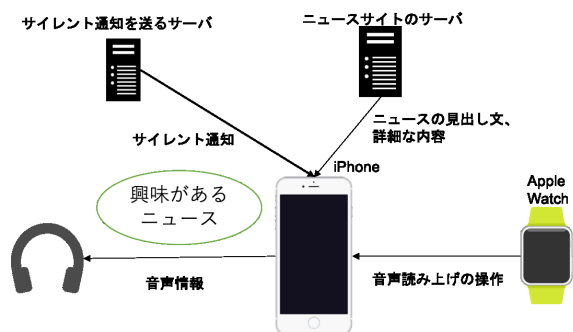 サイレント通知を送るサーバ
ニュースサイトのサーバ
サイレント通知
ニュースの見出し文、
詳細な内容
iPhone
興味がある
ニュース
Apple
Watch
音声情報
音声読み上げの操作